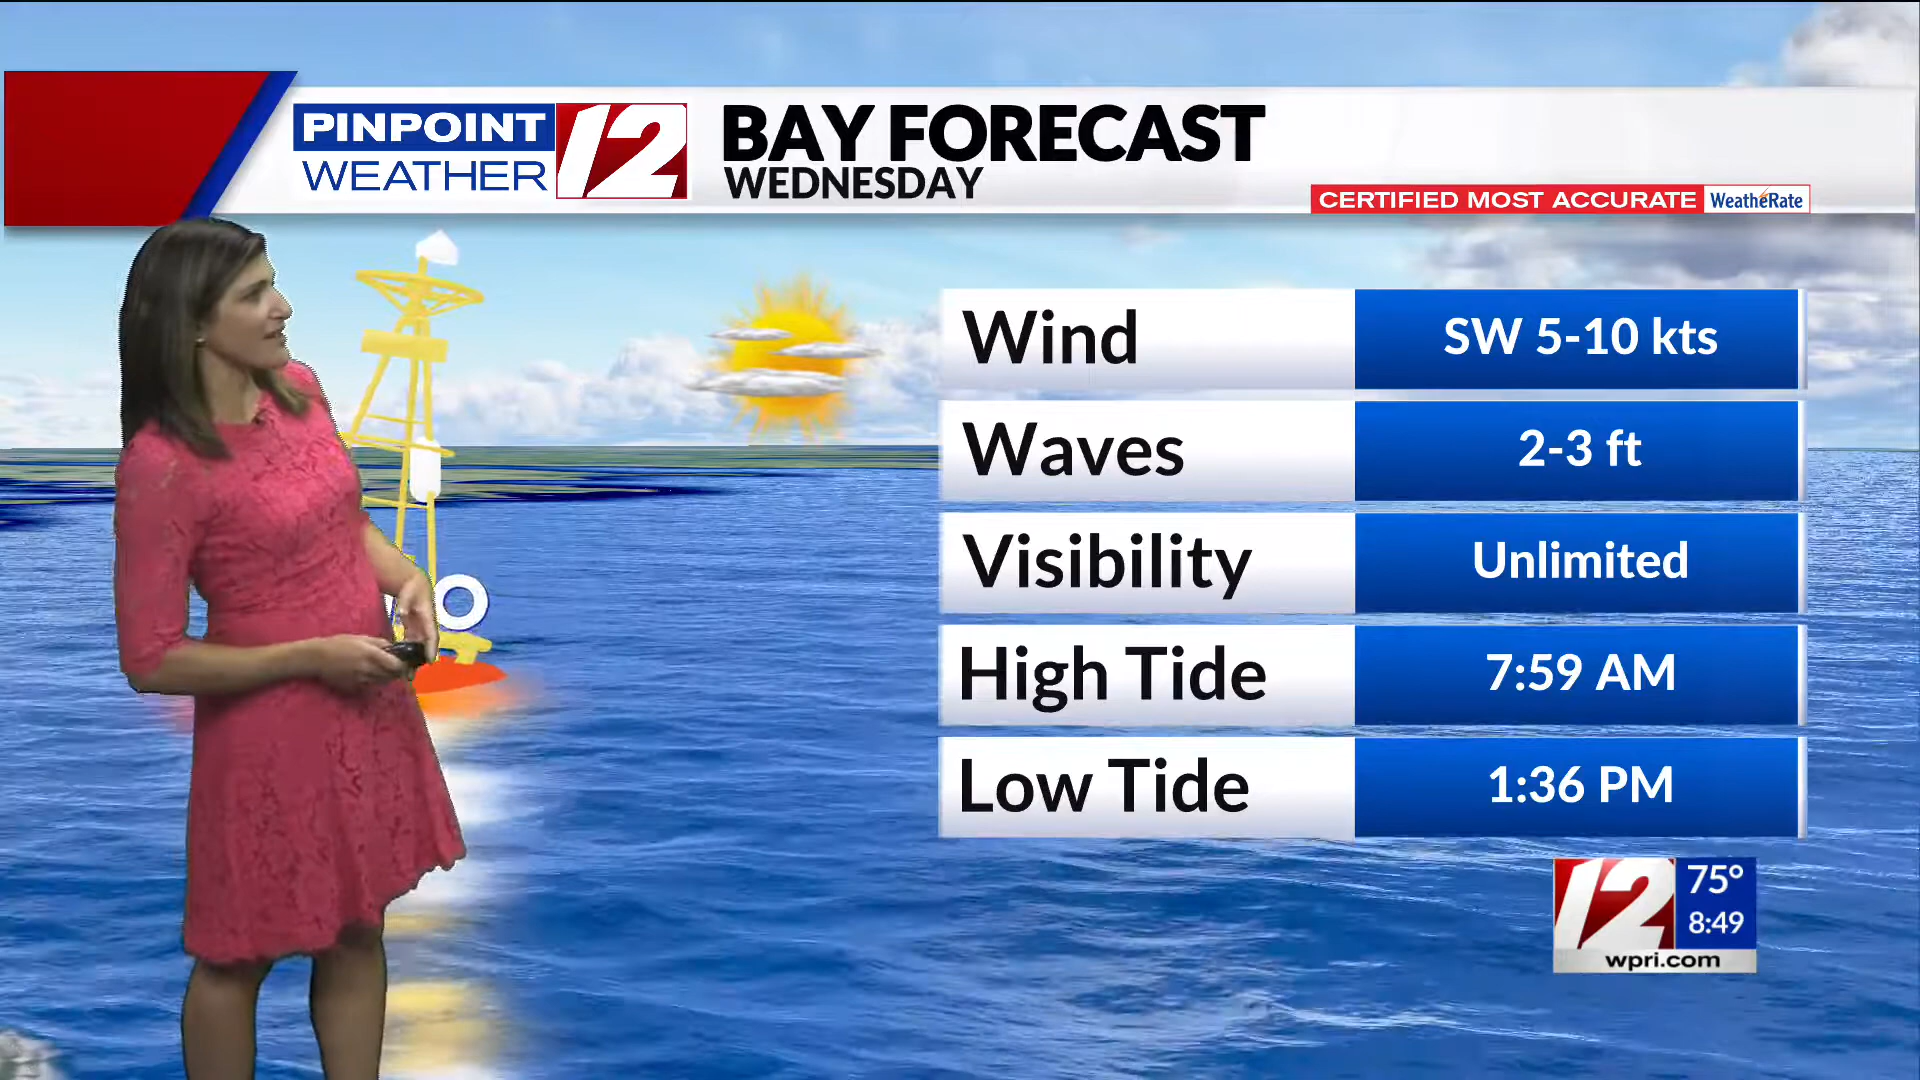 PINPOINT
WEATHER
12
BAY FORECAST
WEDNESDAY
CERTIFIED MOST ACCURATE WeatheRate
Wind SW 5-10 kts
Waves 2-3 ft
Visibility Unlimited
High Tide 7:59 AM
Low Tide 1:36 PM
12 75°
8:49
wpri.com